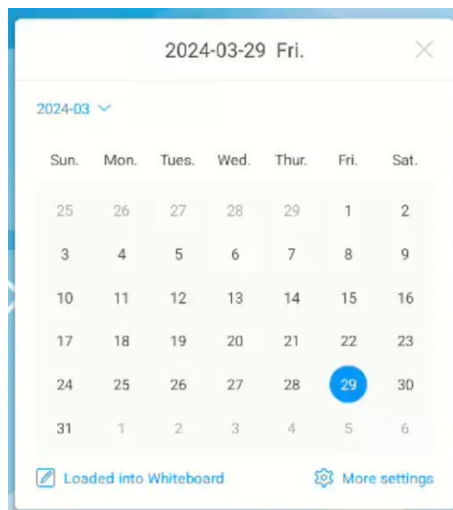 2024-03-29 Fri.
2024-03
Sun. Mon. Tues. Wed. Thur. Fri. Sat.
25 26 27 28 29 1 2
3 4 5 6 7 8 9
10 11 12 13 14 15 16
17 18 19 20 21 22 23
24 25 26 27 28 29 30
31 1 2 3 4 5 6
Loaded into Whiteboard More settings